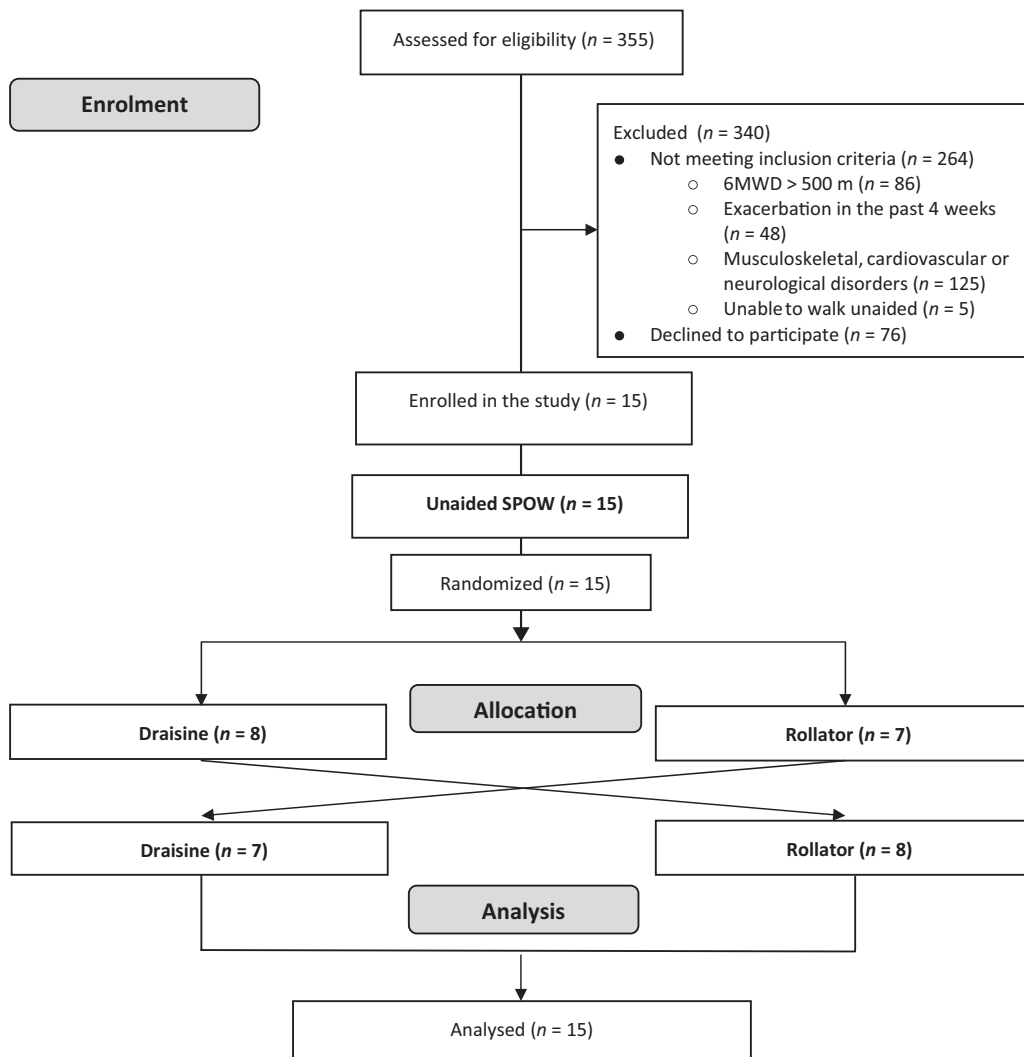 Assessed for eligibility (n = 355)
Enrolment
Excluded (n = 340)
● Not meeting inclusion criteria (n = 264)
○ 6MWD > 500 m (n = 86)
○ Exacerbation in the past 4 weeks
(n = 48)
○ Musculoskeletal, cardiovascular or
neurological disorders (n = 125)
○ Unable to walk unaided (n = 5)
● Declined to participate (n = 76)
Enrolled in the study (n = 15)
Unaided SPOW (n = 15)
Randomized (n = 15)
Allocation
Draisine (n = 8)
Rollator (n = 7)
Draisine (n = 7)
Rollator (n = 8)
Analysis
Analysed (n = 15)